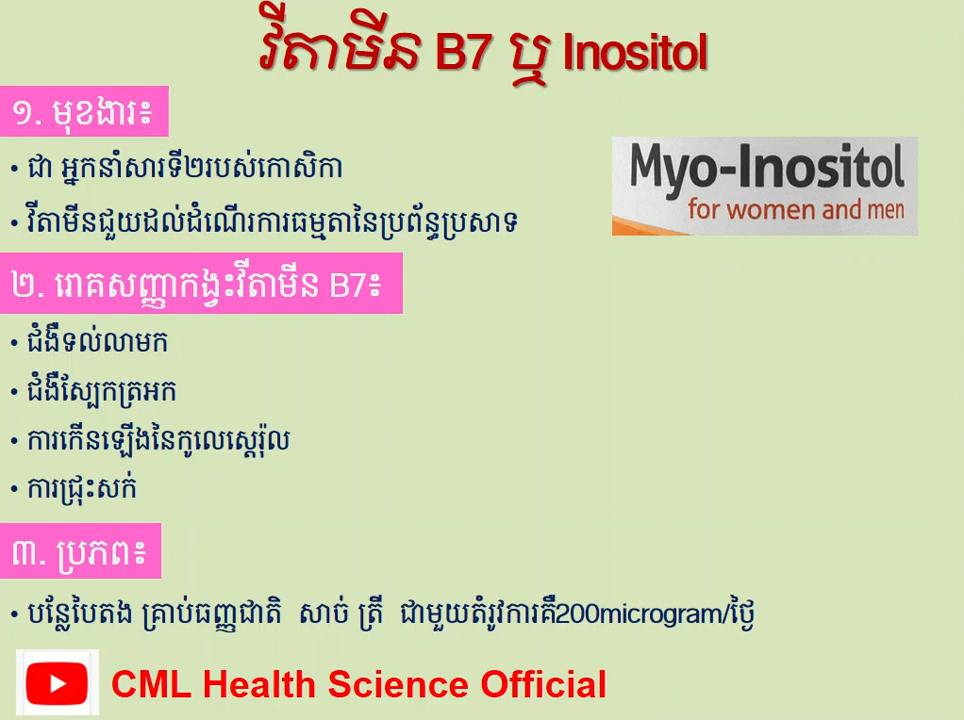 វីតាមីន B7 ឬ Inositol
១. មុខងារ៖
• ជា អ្នកនាំសារទី២របស់កោសិកា
• វីតាមីនជួយដល់ដំណើរការធម្មតានៃប្រព័ន្ធប្រសាទ
Myo-Inositol
for women and men
២. រោគសញ្ញាកង្វះវីតាមីន B7៖
• ជំងឺទល់លាមក
• ជំងឺស្បែកត្រអក
• ការកើនឡើងនៃកូលេស្តេរ៉ុល
• ការជ្រុះសក់
៣. ប្រភព៖
• បន្លែបៃតង គ្រាប់ធញ្ញជាតិ សាច់ ត្រី ជាមួយតំរូវការគឺ200microgram/ថ្ងៃ
CML Health Science Official